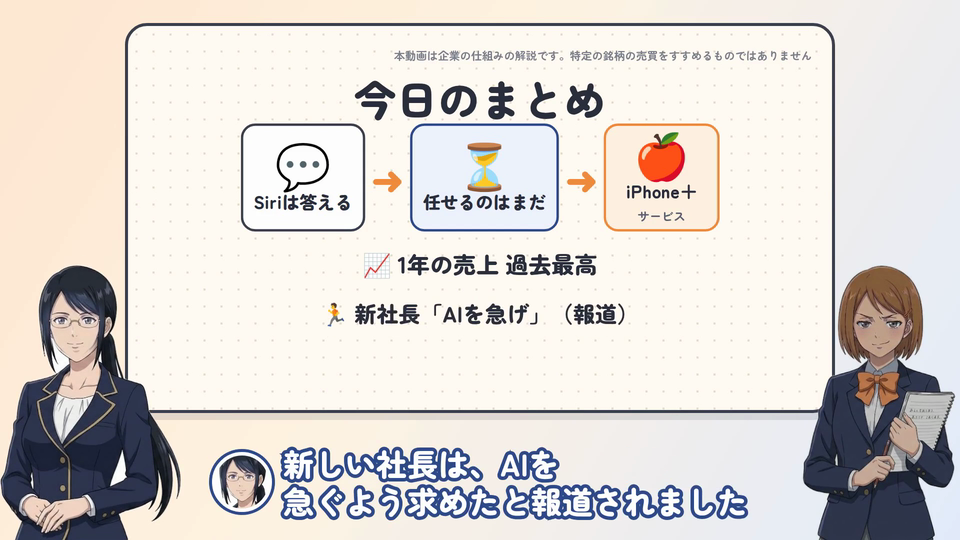 本動画は企業の仕組みの解説です。特定の銘柄の売買をすすめるものではありません
今日のまとめ
Siriは答える
任せるのはまだ
iPhone＋
サービス
1年の売上 過去最高
新社長「AIを急げ」（報道）
新しい社長は、AIを
急ぐよう求めたと報道されました